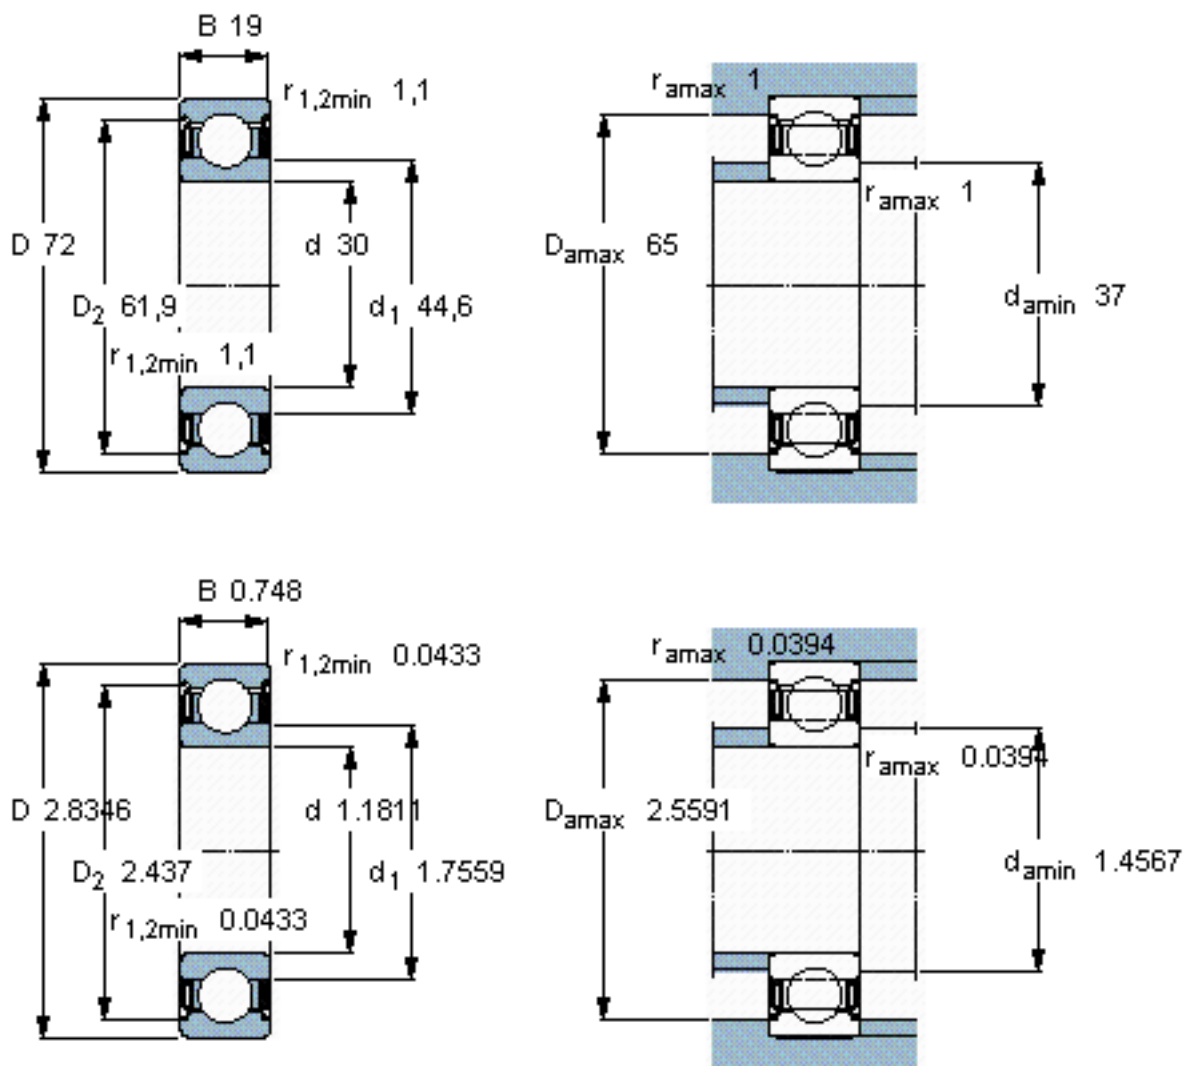 B 19
r1,2min 1,1
ramax 1
ramax 1
D 72
d 30
Damax 65
D2 61,9
d1 44,6
damin 37
r1,2min 1,1
B 0.748
r1,2min 0.0433
ramax 0.0394
ramax 0.0394
D 2.8346
d 1.1811
Damax 2.5591
D2 2.437
d1 1.7559
damin 1.4567
r1,2min 0.0433